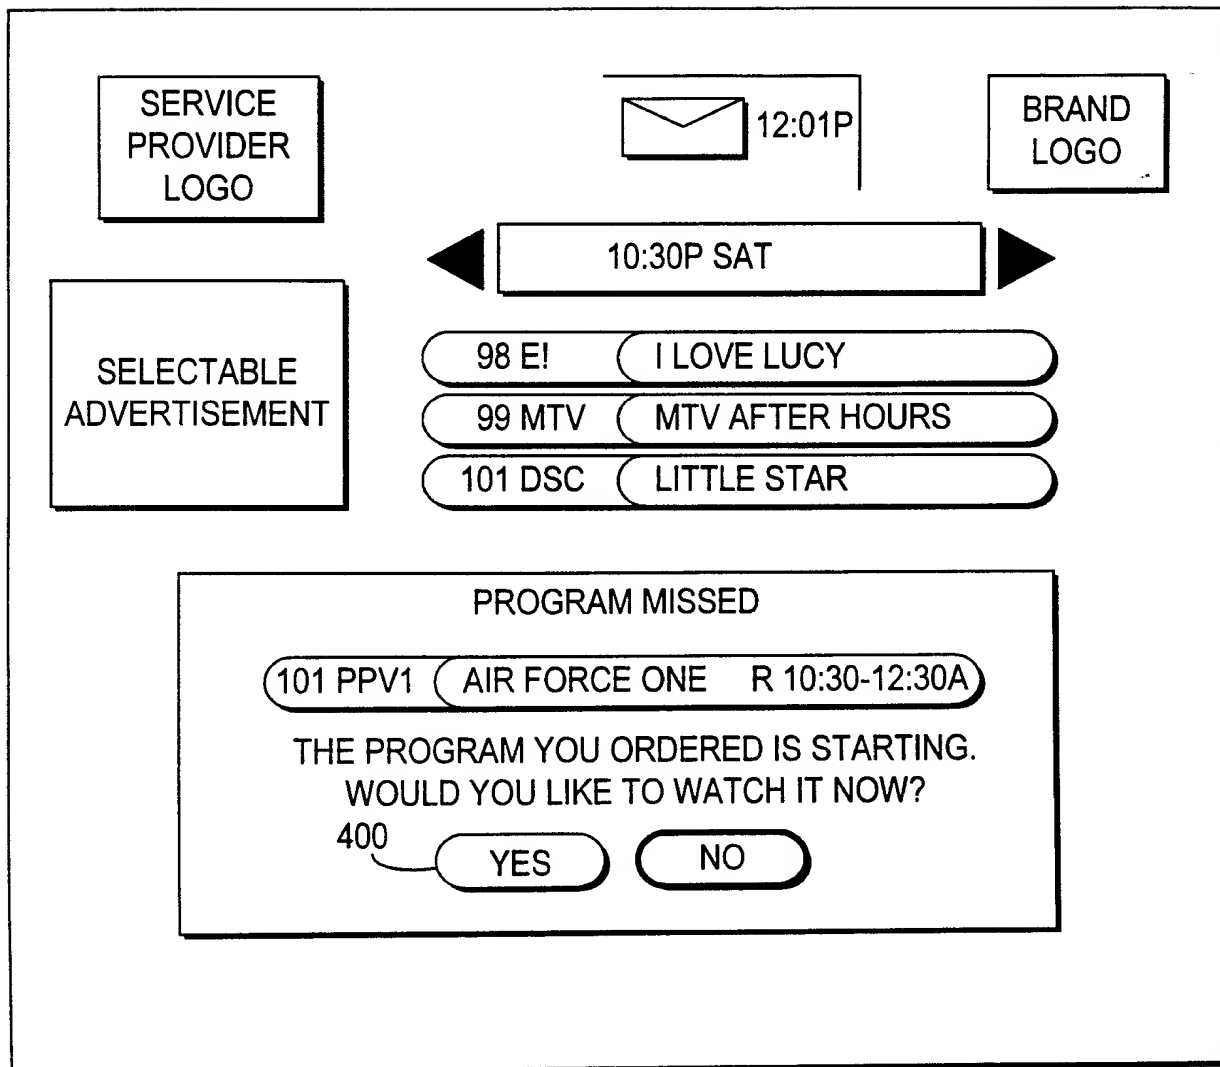 SERVICE
PROVIDER
LOGO
12:01P
BRAND
LOGO
10:30P SAT
SELECTABLE
ADVERTISEMENT
98 E! I LOVE LUCY
99 MTV MTV AFTER HOURS
101 DSC LITTLE STAR
PROGRAM MISSED
101 PPV1 AIR FORCE ONE R 10:30-12:30A
THE PROGRAM YOU ORDERED IS STARTING.
WOULD YOU LIKE TO WATCH IT NOW?
400
YES NO